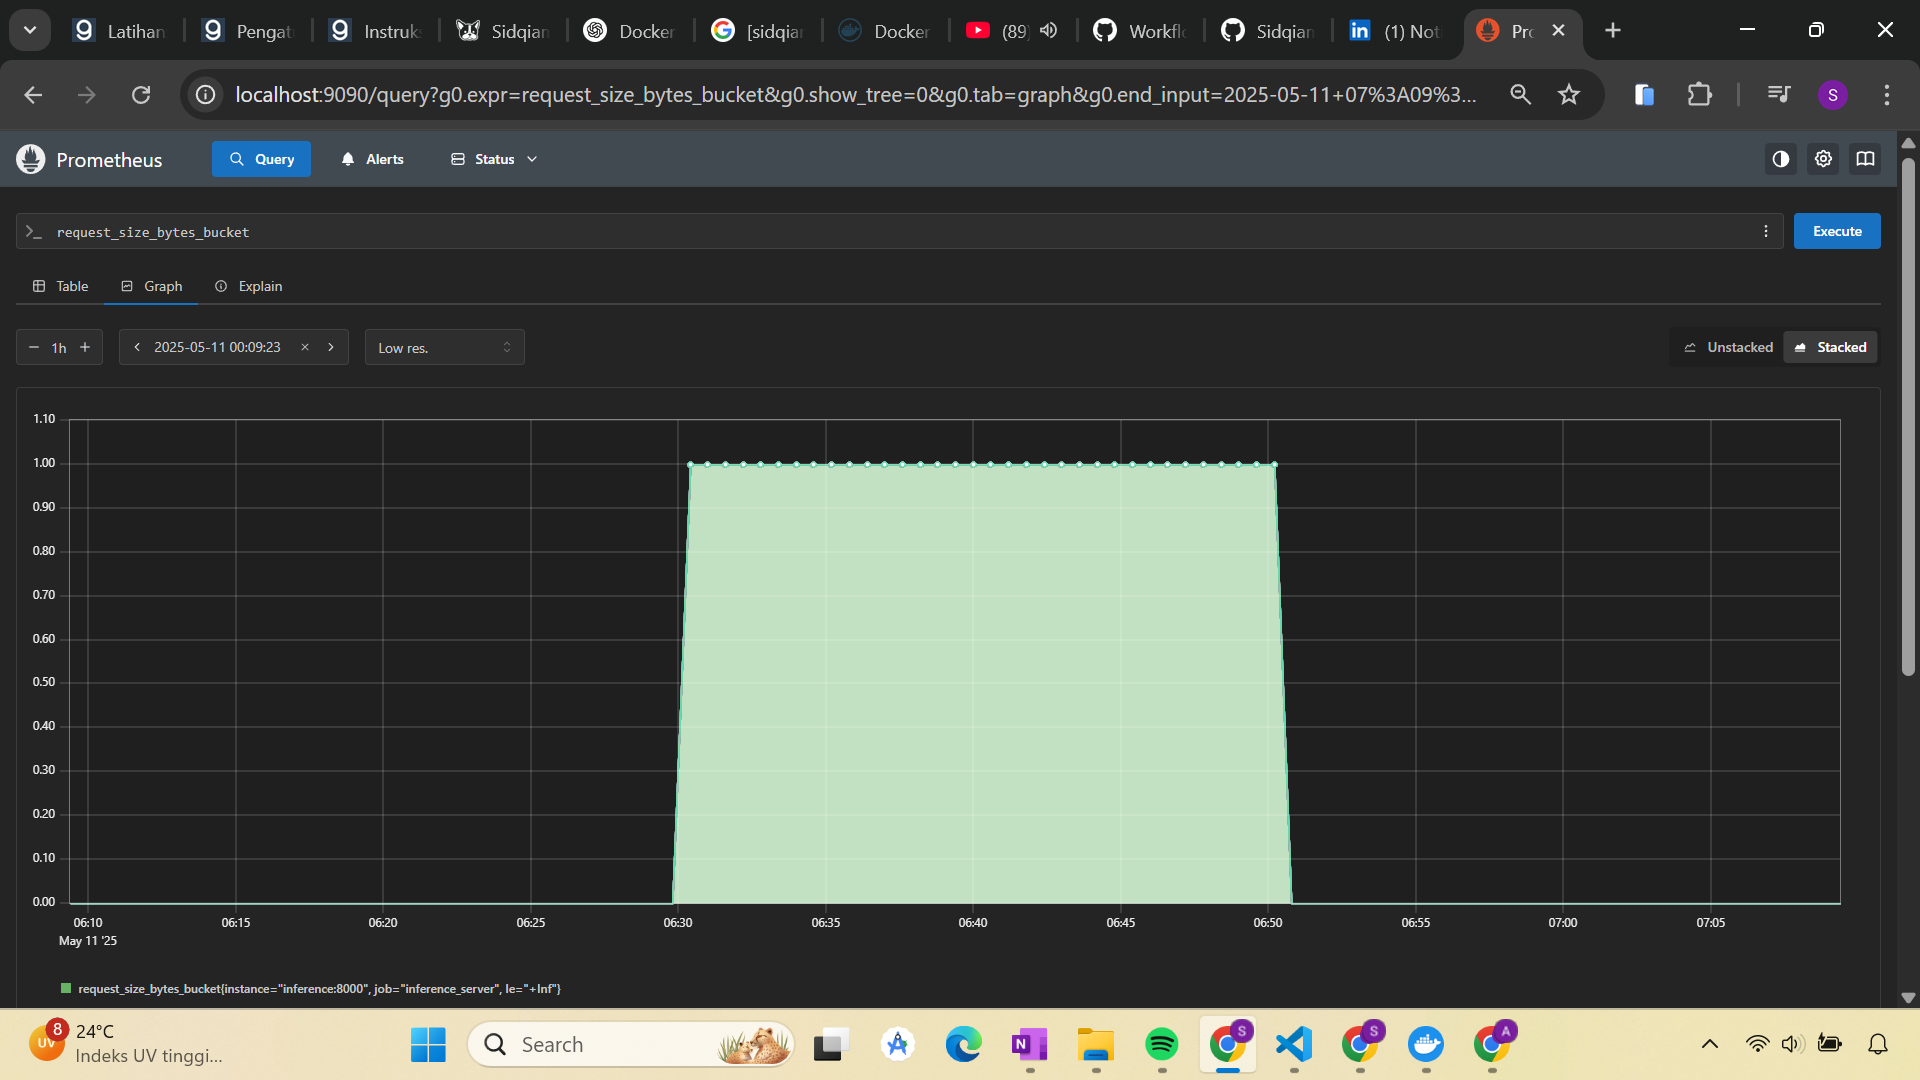 Latihan
Pengat
Instruks
Sidqian
Docker
[sidqian
Docker
(89)
Workflo
Sidqian
(1) Not
Pro
localhost:9090/query?g0.expr=request_size_bytes_bucket&g0.show_tree=0&g0.tab=graph&g0.end_input=2025-05-11+07%3A09%3...
S
Prometheus
Query
Alerts
Status
>_ request_size_bytes_bucket
Execute
Table
Graph
Explain
1h
2025-05-11 00:09:23
Low res.
Unstacked
Stacked
1.10
1.00
0.90
0.80
0.70
0.60
0.50
0.40
0.30
0.20
0.10
0.00
06:10 06:15 06:20 06:25 06:30 06:35 06:40 06:45 06:50 06:55 07:00 07:05
May 11 '25
request_size_bytes_bucket{instance="inference:8000", job="inference_server", le="+Inf"}
8
UV
24°C
Indeks UV tinggi...
Search
N
S
S
A